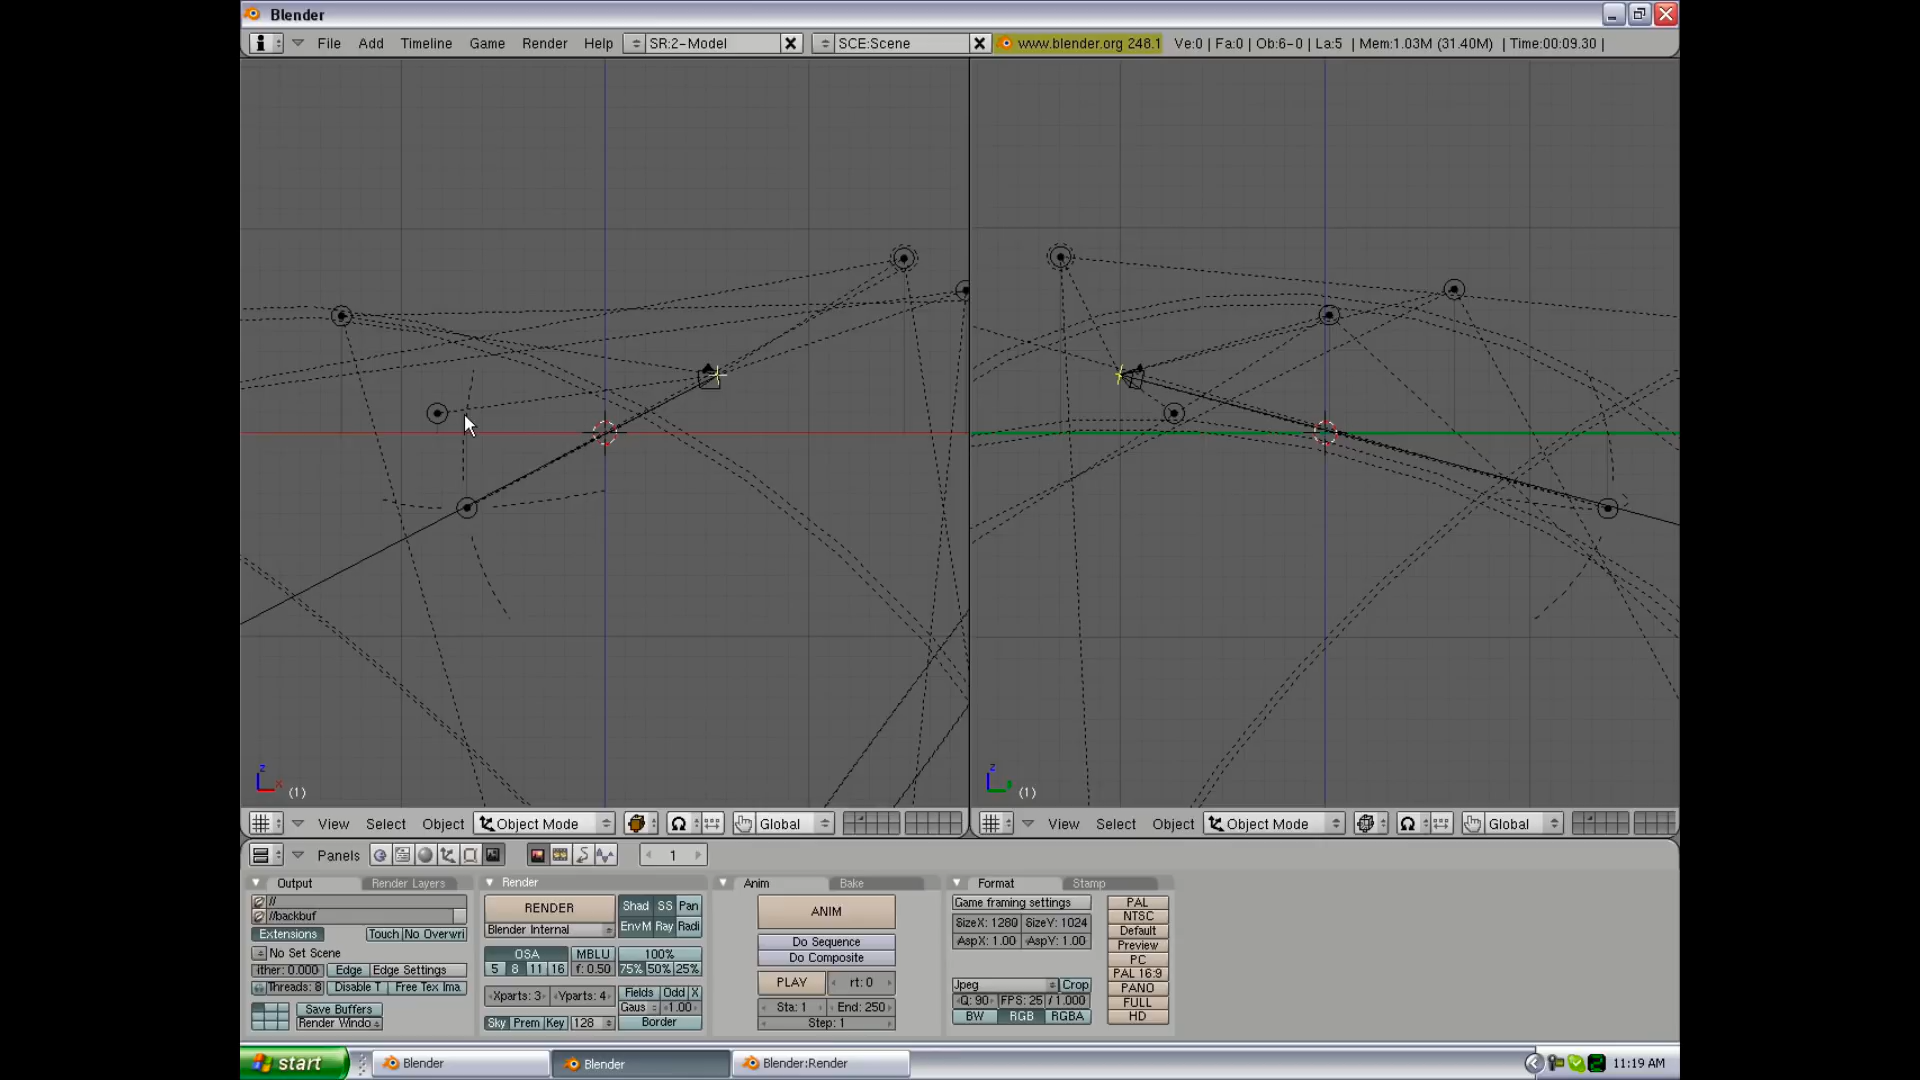 Blender
File Add Timeline Game Render Help SR:2-Model SCE:Scene www.blender.org 248.1 Ve:0 | Fa:0 | Ob:6-0 | La:5 | Mem:1.03M (31.40M) | Time:00:09.30 |
z x (1)
z y (1)
View Select Object Object Mode Global
View Select Object Object Mode Global
Panels 1
Output Render Layers
//
//backbuf
Extensions Touch No Overwri
No Set Scene
ither: 0.000 Edge Edge Settings
Threads: 8 Disable T Free Tex Ima
Save Buffers
Render Windo
Render
RENDER
Blender Internal
Shad SS Pan
EnvM Ray Radi
OSA MBLU 100%
5 8 11 16 f: 0.50 75% 50% 25%
Xparts: 3 Yparts: 4 Fields Odd X
Gaus 1.00
Sky Prem Key 128 Border
Anim Bake
ANIM
Do Sequence
Do Composite
PLAY rt: 0
Sta: 1 End: 250
Step: 1
Format Stamp
Game framing settings
SizeX: 1280 SizeY: 1024
AspX: 1.00 AspY: 1.00
Jpeg Crop
Q: 90 FPS: 25 / 1.000
BW RGB RGBA
PAL
NTSC
Default
Preview
PC
PAL 16:9
PANO
FULL
HD
start Blender Blender Blender:Render 11:19 AM